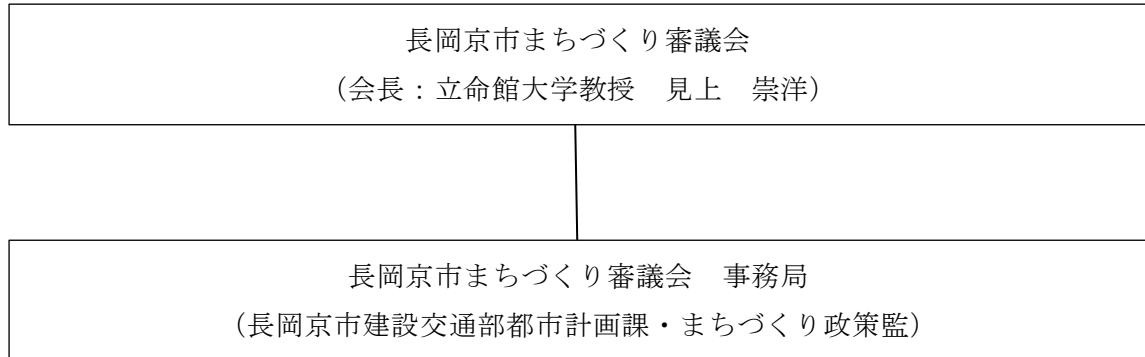 長岡京市まちづくり審議会
（会長：立命館大学教授　見上　崇洋）
長岡京市まちづくり審議会　事務局
（長岡京市建設交通部都市計画課・まちづくり政策監）